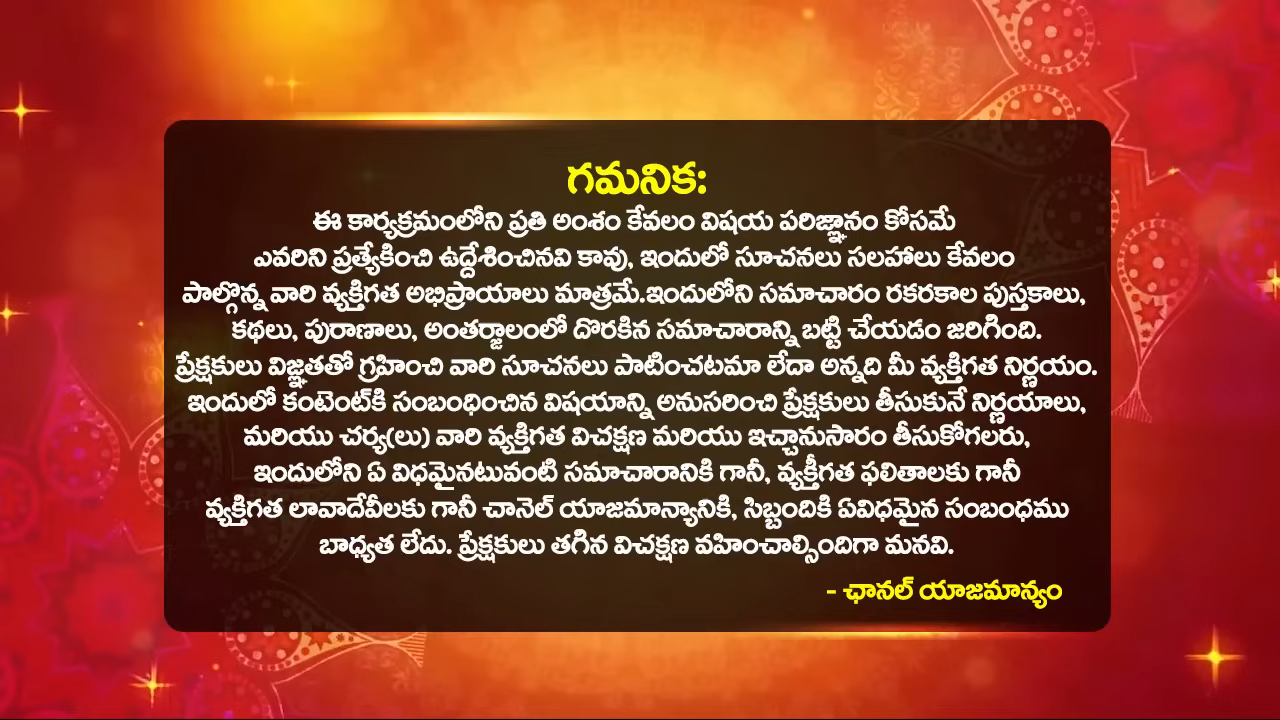 గమనిక:
ఈ కార్యక్రమంలోని ప్రతి అంశం కేవలం విషయ పరిజ్ఞానం కోసమే
ఎవరిని ప్రత్యేకించి ఉద్దేశించినవి కావు, ఇందులో సూచనలు సలహాలు కేవలం
పాల్గొన్న వారి వ్యక్తిగత అభిప్రాయాలు మాత్రమే.ఇందులోని సమాచారం రకరకాల పుస్తకాలు,
కథలు, పురాణాలు, అంతర్జాలంలో దొరకిన సమాచారాన్ని బట్టి చేయడం జరిగింది.
ప్రేక్షకులు విజ్ఞతతో గ్రహించి వారి సూచనలు పాటించటమా లేదా అన్నది మీ వ్యక్తిగత నిర్ణయం.
ఇందులో కంటెంట్‌కి సంబంధించిన విషయాన్ని అనుసరించి ప్రేక్షకులు తీసుకునే నిర్ణయాలు,
మరియు చర్య(లు) వారి వ్యక్తిగత విచక్షణ మరియు ఇచ్ఛానుసారం తీసుకోగలరు,
ఇందులోని ఏ విధమైనటువంటి సమాచారానికి గానీ, వ్యక్తీగత ఫలితాలకు గానీ
వ్యక్తిగత లావాదేవీలకు గానీ చానెల్ యాజమాన్యానికి, సిబ్బందికి ఏవిధమైన సంబంధము
బాధ్యత లేదు. ప్రేక్షకులు తగిన విచక్షణ వహించాల్సిందిగా మనవి.
- ఛానల్ యాజమాన్యం